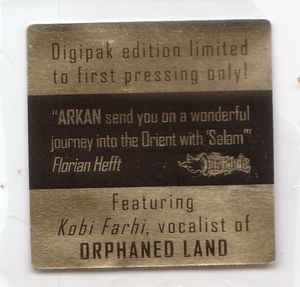 Digipak edition limited
to first pressing only!
"ARKAN send you on a wonderful
journey into the Orient with 'Salam'"
Florian Hefft
Featuring
Kobi Farhi, vocalist of
ORPHANED LAND